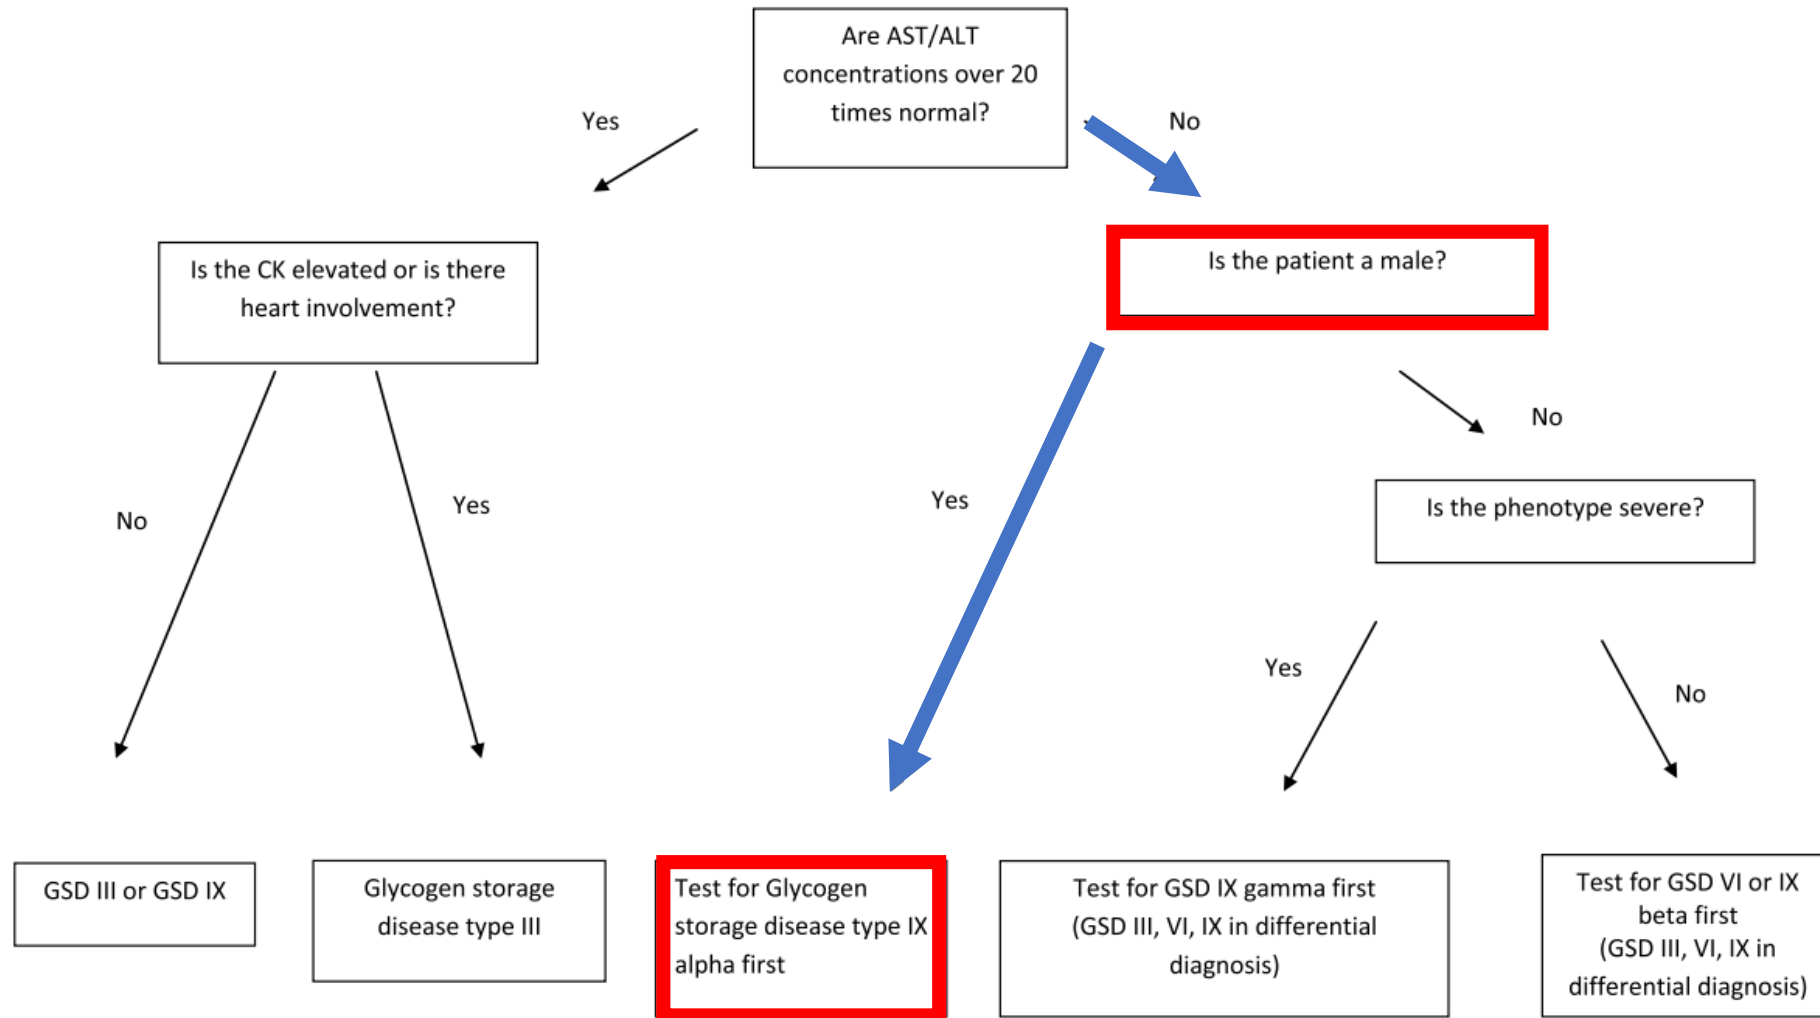 Are AST/ALT
concentrations over 20
times normal?
Yes
No
Is the CK elevated or is there
heart involvement?
Is the patient a male?
No
Is the phenotype severe?
No
Yes
Yes
Yes
No
GSD III or GSD IX
Glycogen storage
disease type III
Test for Glycogen
storage disease type IX
alpha first
Test for GSD IX gamma first
(GSD III, VI, IX in differential
diagnosis)
Test for GSD VI or IX
beta first
(GSD III, VI, IX in
differential diagnosis)